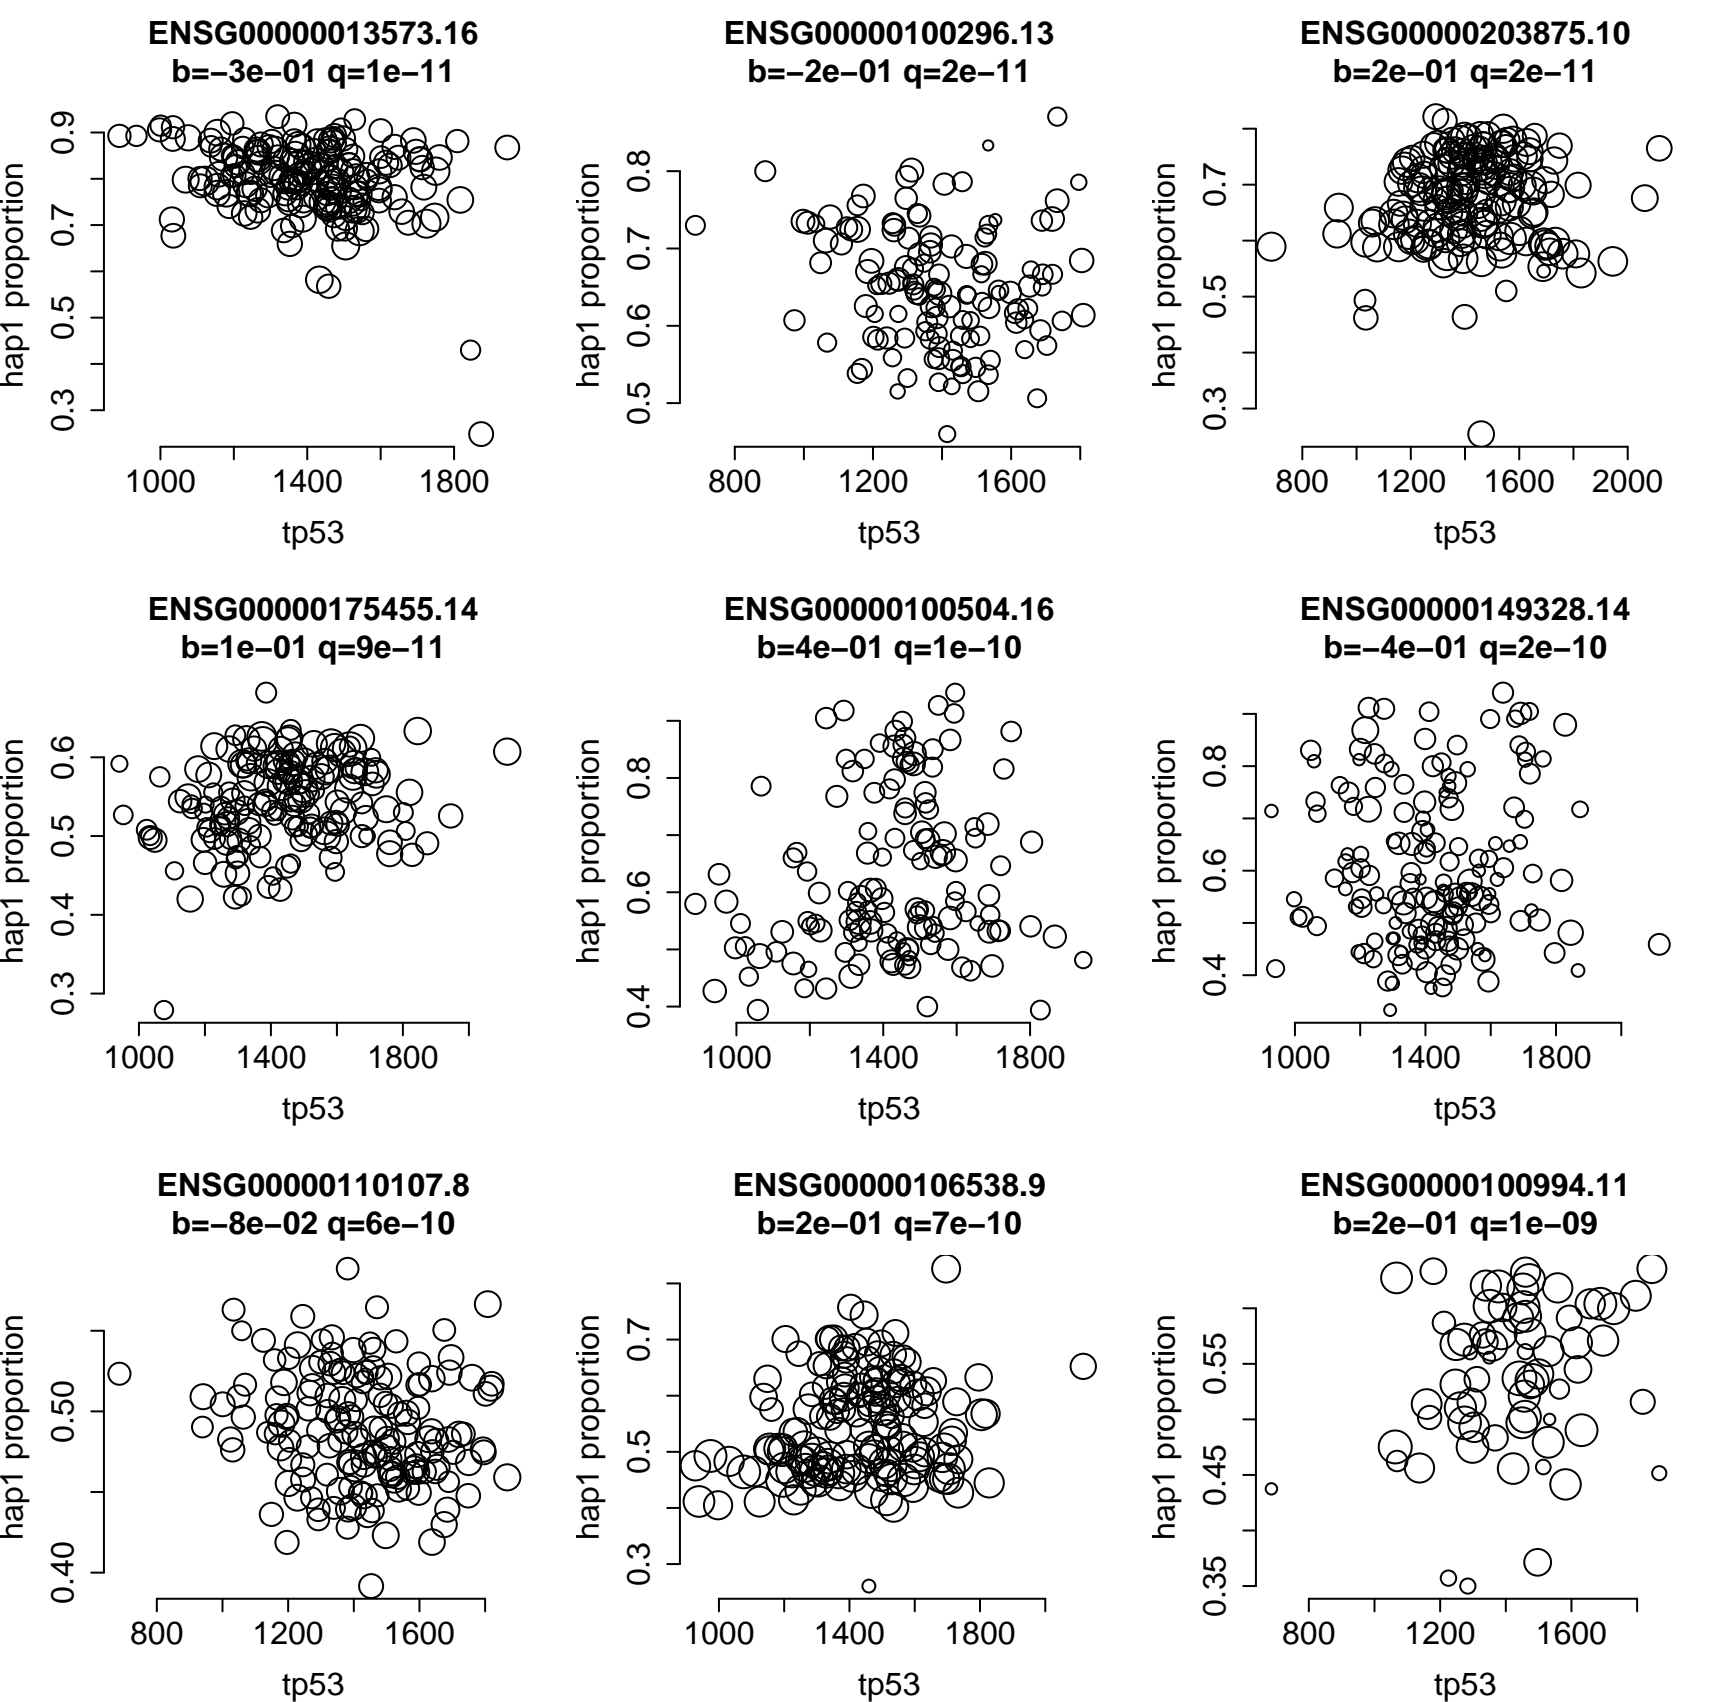 ENSG00000013573.16
b=−3e−01 q=1e−11
hap1 proportion
0.3 0.5 0.7 0.9
1000 1400 1800
tp53
ENSG00000100296.13
b=−2e−01 q=2e−11
hap1 proportion
0.5 0.6 0.7 0.8
800 1200 1600
tp53
ENSG00000203875.10
b=2e−01 q=2e−11
hap1 proportion
0.3 0.5 0.7
800 1200 1600 2000
tp53
ENSG00000175455.14
b=1e−01 q=9e−11
hap1 proportion
0.3 0.4 0.5 0.6
1000 1400 1800
tp53
ENSG00000100504.16
b=4e−01 q=1e−10
hap1 proportion
0.4 0.6 0.8
1000 1400 1800
tp53
ENSG00000149328.14
b=−4e−01 q=2e−10
hap1 proportion
0.4 0.6 0.8
1000 1400 1800
tp53
ENSG00000110107.8
b=−8e−02 q=6e−10
hap1 proportion
0.40 0.50
800 1200 1600
tp53
ENSG00000106538.9
b=2e−01 q=7e−10
hap1 proportion
0.3 0.5 0.7
1000 1400 1800
tp53
ENSG00000100994.11
b=2e−01 q=1e−09
hap1 proportion
0.35 0.45 0.55
800 1200 1600
tp53